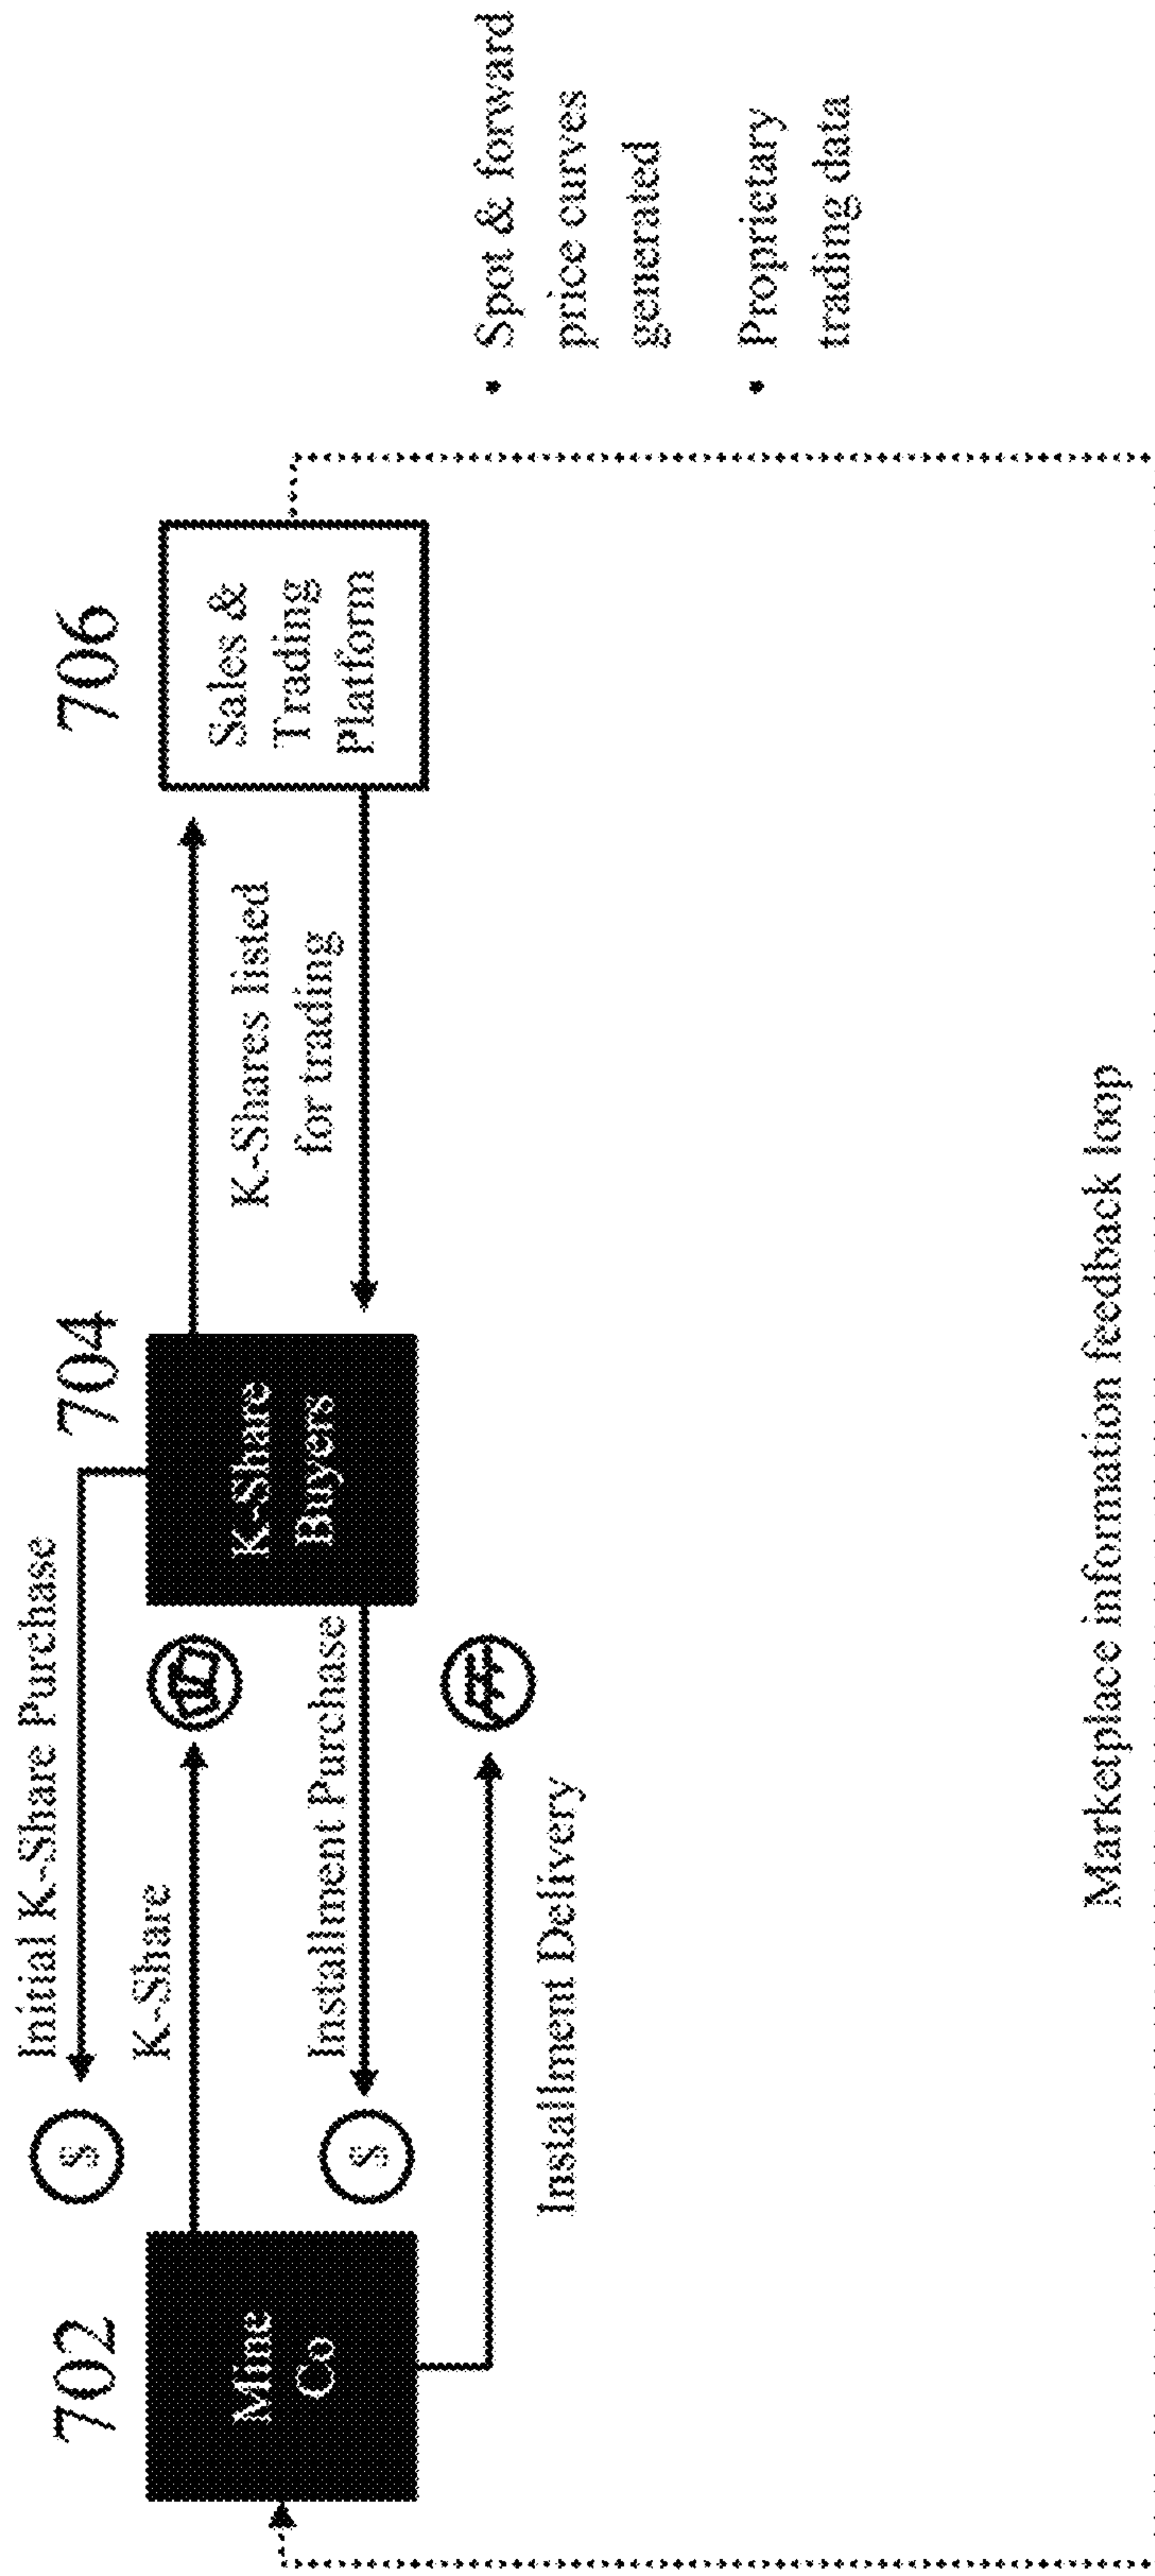 702
704
706
Initial K-Share Purchase
$
K-Share
Mine
Co
K-Share
Buyers
K-Shares listed
for trading
Sales &
Trading
Platform
Installment Purchase
$
Installment Delivery
• Spot & forward
price curves
generated
• Proprietary
trading data
Marketplace information feedback loop